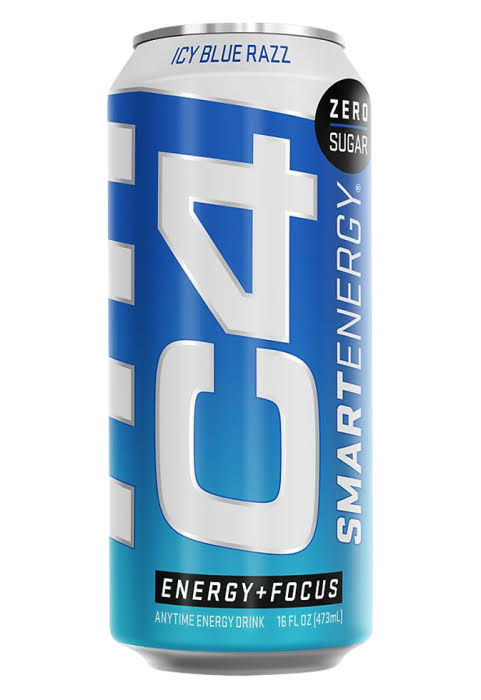 ICY BLUE RAZZ
ZERO
SUGAR
C4
SMARTENERGY®
ENERGY+FOCUS
ANYTIME ENERGY DRINK 16 FL OZ (473mL)